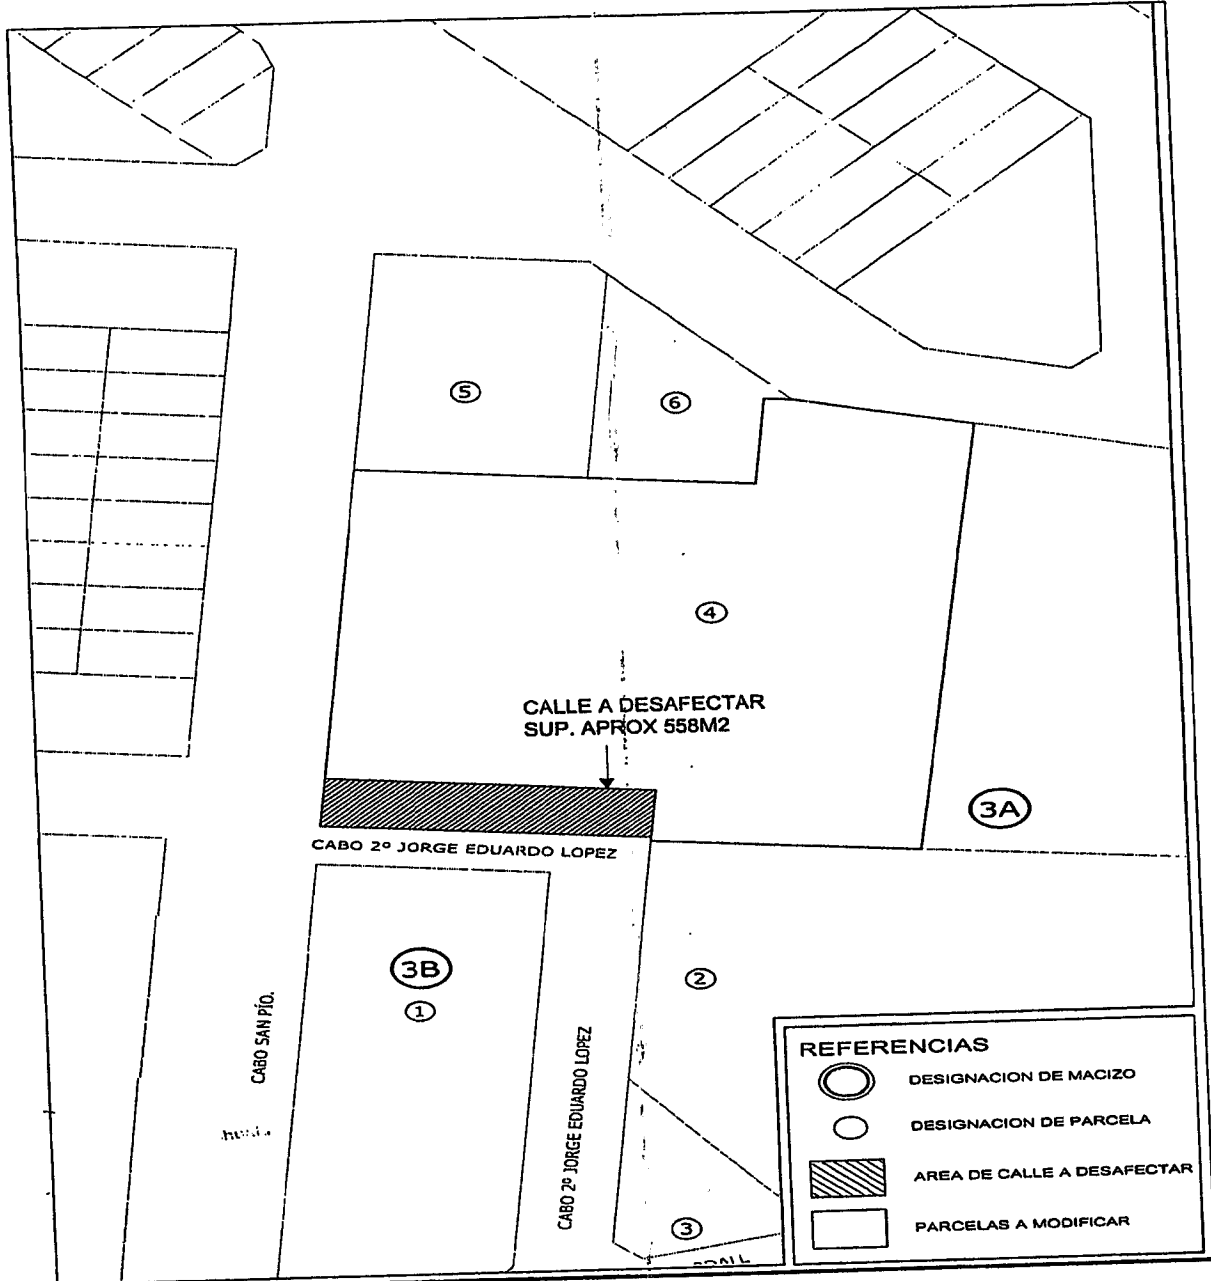 5
6
4
CALLE A DESAFECTAR
SUP. APROX 558M2
3A
CABO 2º JORGE EDUARDO LOPEZ
3B
1
2
CABO SAN PÍO.
CABO 2º JORGE EDUARDO LOPEZ
3
REFERENCIAS
DESIGNACION DE MACIZO
DESIGNACION DE PARCELA
AREA DE CALLE A DESAFECTAR
PARCELAS A MODIFICAR